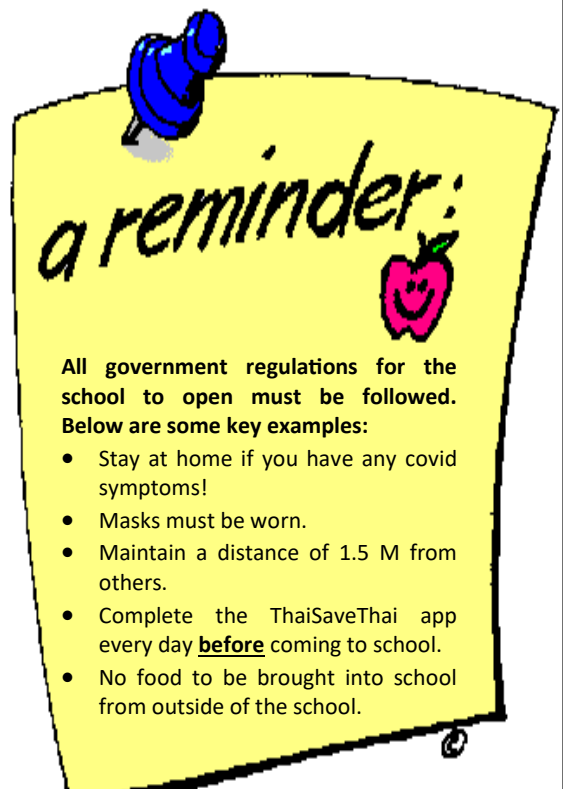 a reminder:
All government regulations for the
school to open must be followed.
Below are some key examples:
• Stay at home if you have any covid
symptoms!
• Masks must be worn.
• Maintain a distance of 1.5 M from
others.
• Complete the ThaiSaveThai app
every day before coming to school.
• No food to be brought into school
from outside of the school.
©